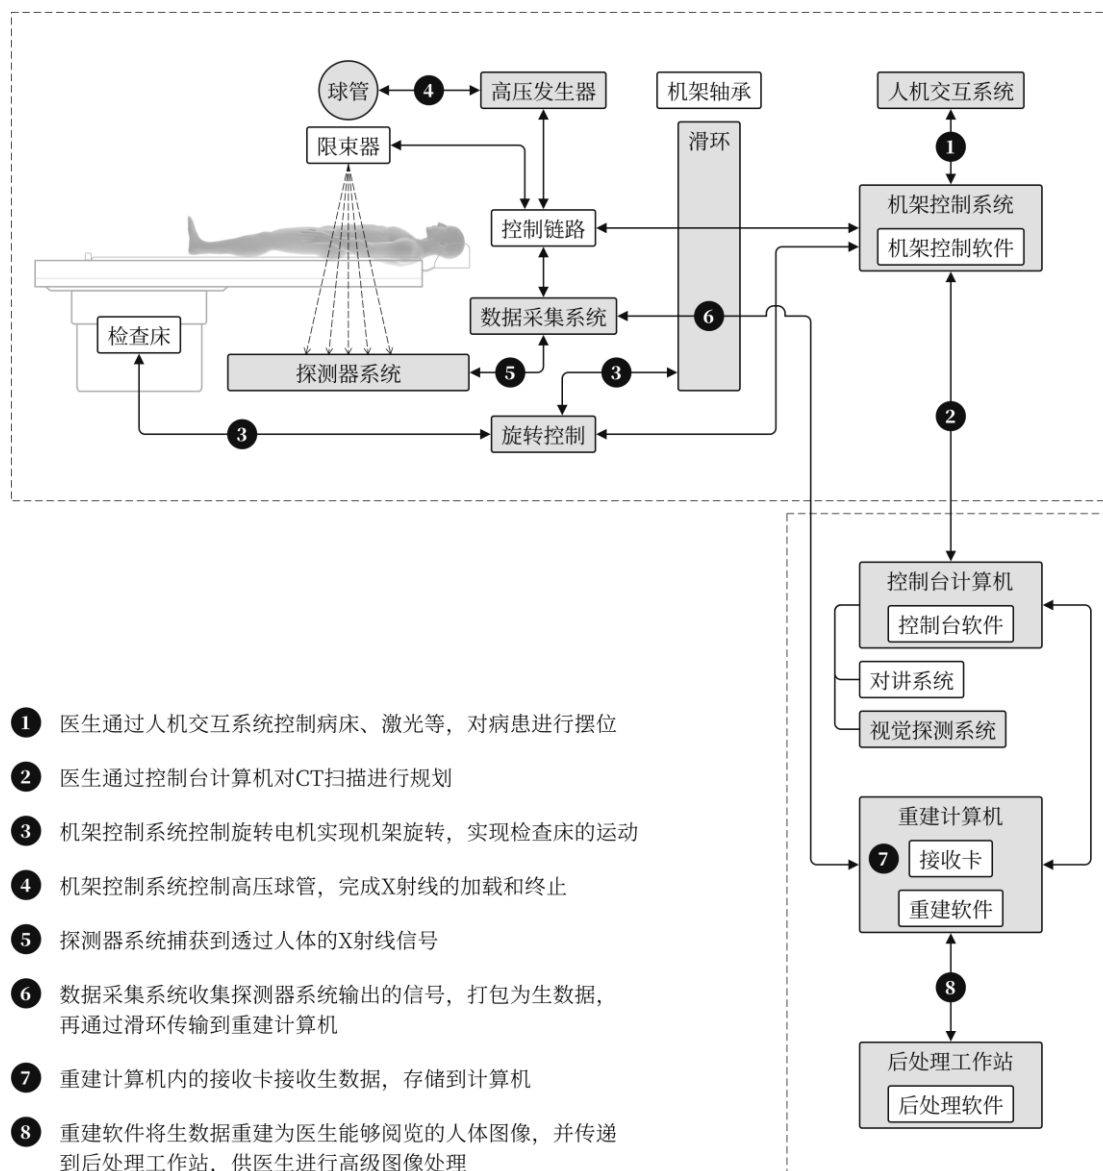 球管
4
高压发生器
机架轴承
人机交互系统
限束器
滑环
1
机架控制系统
控制链路
机架控制软件
数据采集系统
6
检查床
探测器系统
5
3
2
3
旋转控制
控制台计算机
控制台软件
对讲系统
视觉探测系统
重建计算机
7
接收卡
重建软件
8
后处理工作站
后处理软件
1 医生通过人机交互系统控制病床、激光等，对病患进行摆位
2 医生通过控制台计算机对CT扫描进行规划
3 机架控制系统控制旋转电机实现机架旋转，实现检查床的运动
4 机架控制系统控制高压球管，完成X射线的加载和终止
5 探测器系统捕获到透过人体的X射线信号
6 数据采集系统收集探测器系统输出的信号，打包为生数据，
再通过滑环传输到重建计算机
7 重建计算机内的接收卡接收生数据，存储到计算机
8 重建软件将生数据重建为医生能够阅览的人体图像，并传递
到后处理工作站，供医生进行高级图像处理